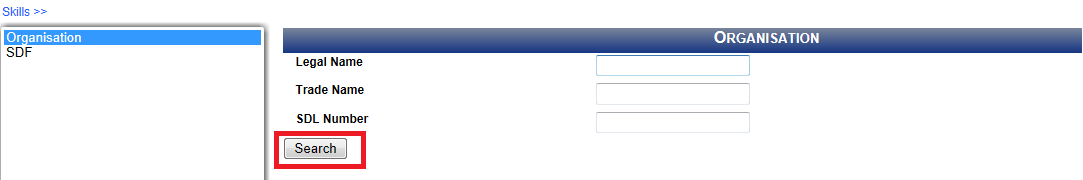 Skills >>
Organisation
SDF
ORGANISATION
Legal Name
Trade Name
SDL Number
Search